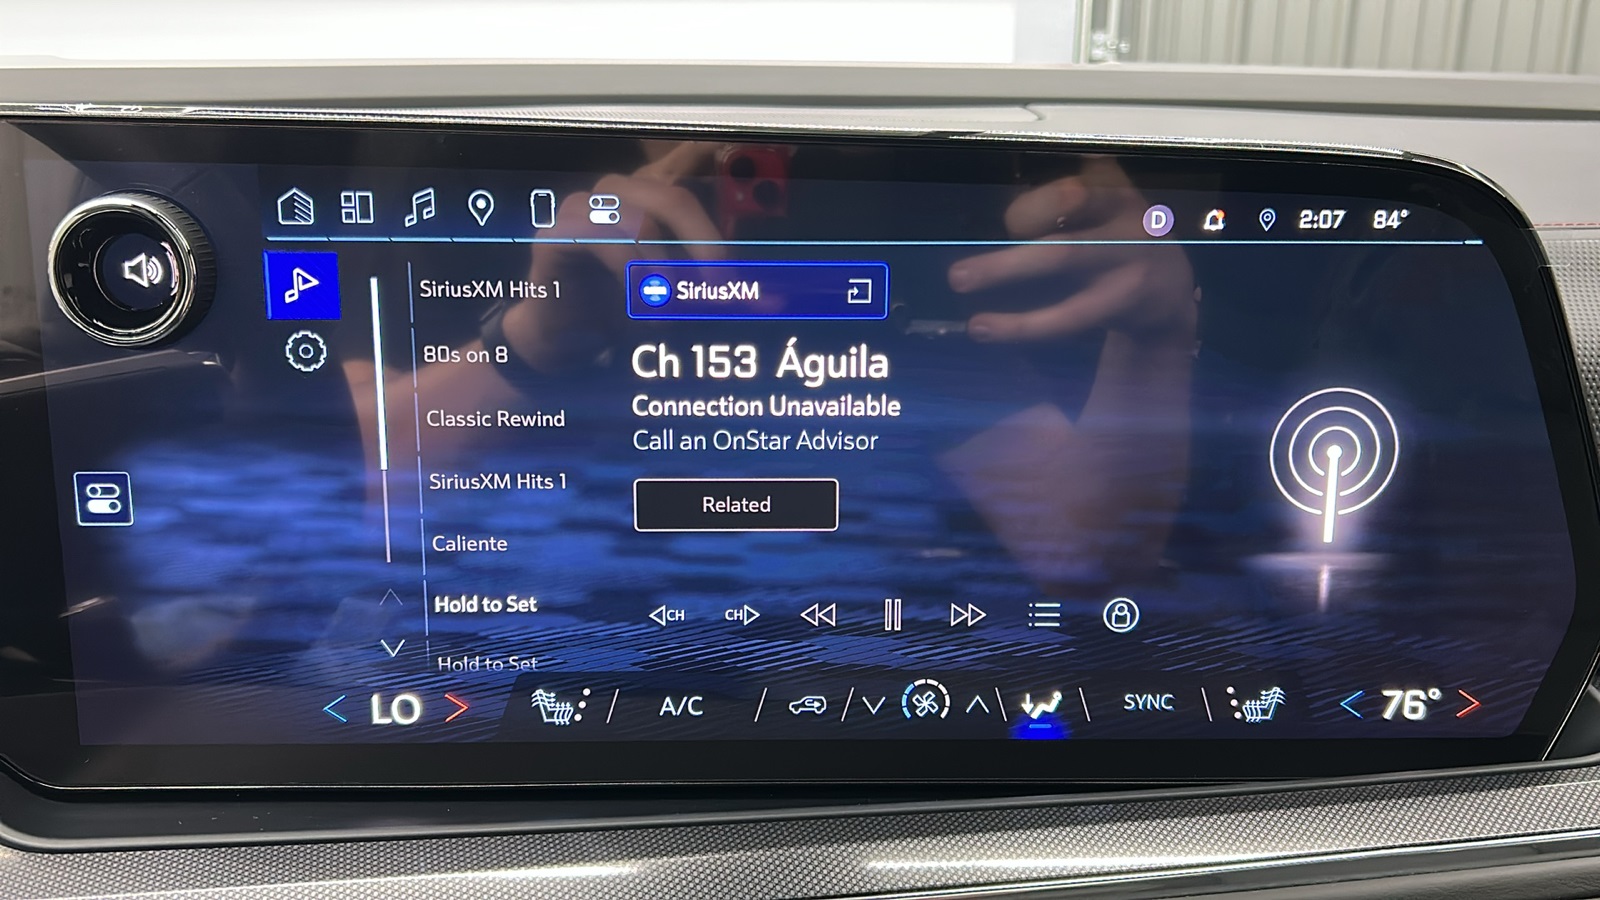 D 2:07 84°
SiriusXM Hits 1
80s on 8
Classic Rewind
SiriusXM Hits 1
Caliente
Hold to Set
Hold to Set
SiriusXM
Ch 153 Águila
Connection Unavailable
Call an OnStar Advisor
Related
CH CH
LO A/C SYNC 76°